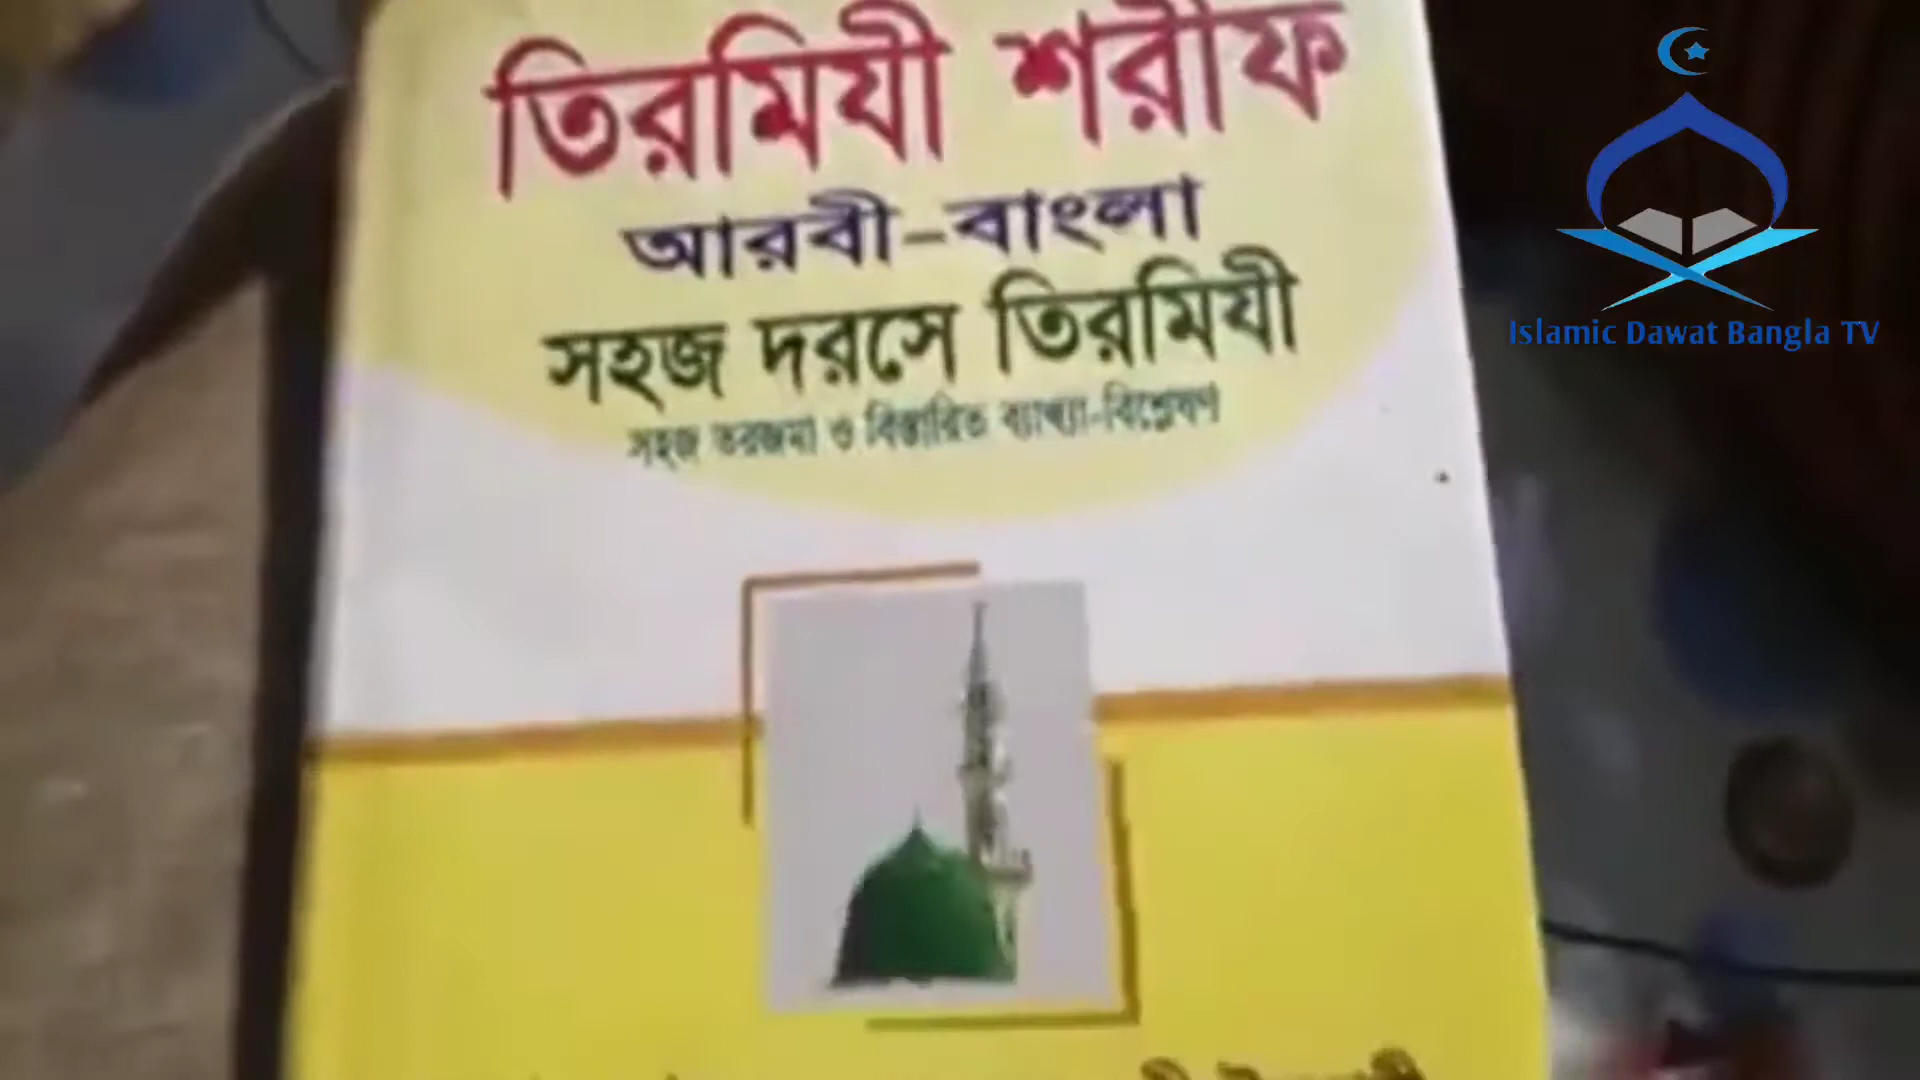 তিরমিযী শরীফ
আরবী-বাংলা
সহজ দরসে তিরমিযী
সহজ তরজমা ও বিস্তারিত ব্যাখ্যা-বিশ্লেষণ
Islamic Dawat Bangla TV